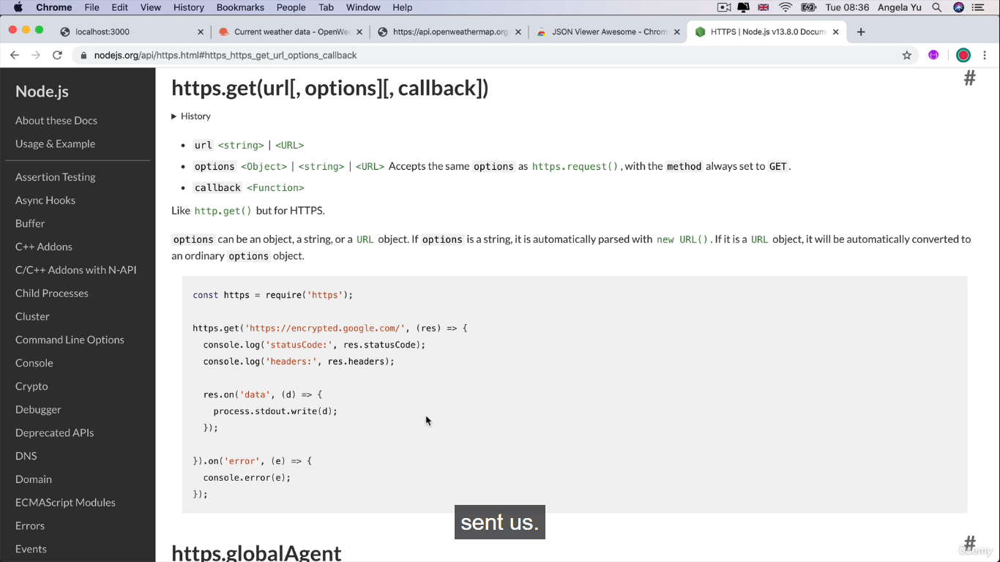 Chrome File Edit View History Bookmarks People Tab Window Help Tue 08:36 Angela Yu
localhost:3000
Current weather data - OpenWea
https://api.openweathermap.org
JSON Viewer Awesome - Chrom
HTTPS | Node.js v13.8.0 Docum
nodejs.org/api/https.html#https_https_get_url_options_callback
Node.js
About these Docs
Usage & Example
Assertion Testing
Async Hooks
Buffer
C++ Addons
C/C++ Addons with N-API
Child Processes
Cluster
Command Line Options
Console
Crypto
Debugger
Deprecated APIs
DNS
Domain
ECMAScript Modules
Errors
Events
https.get(url[, options][, callback])
#
History
url <string> | <URL>
options <Object> | <string> | <URL> Accepts the same options as https.request(), with the method always set to GET.
callback <Function>
Like http.get() but for HTTPS.
options can be an object, a string, or a URL object. If options is a string, it is automatically parsed with new URL(). If it is a URL object, it will be automatically converted to
an ordinary options object.
const https = require('https');
https.get('https://encrypted.google.com/', (res) => {
console.log('statusCode:', res.statusCode);
console.log('headers:', res.headers);
res.on('data', (d) => {
process.stdout.write(d);
});
}).on('error', (e) => {
console.error(e);
});
sent us.
https.globalAgent
#